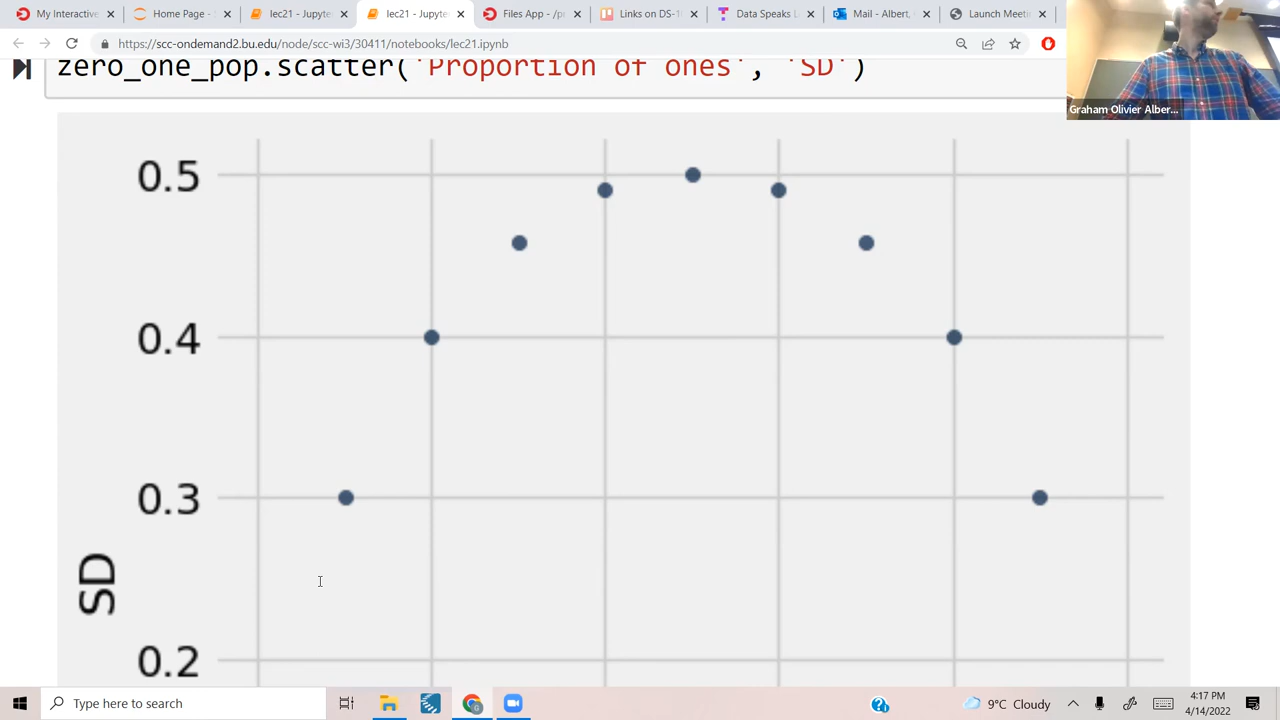 My Interactive
Home Page -
lec23 - Jupyte
lec21 - Jupyte
Files App - /p
Links on DS-1
Data Speaks L
Mail - Albert,
Launch Meeti
https://scc-ondemand2.bu.edu/node/scc-wi3/30411/notebooks/lec21.ipynb
zero_one_pop.scatter('Proportion of ones', 'SD')
Graham Olivier Alber...
0.5
0.4
0.3
SD
0.2
Type here to search
9°C Cloudy
4:17 PM
4/14/2022